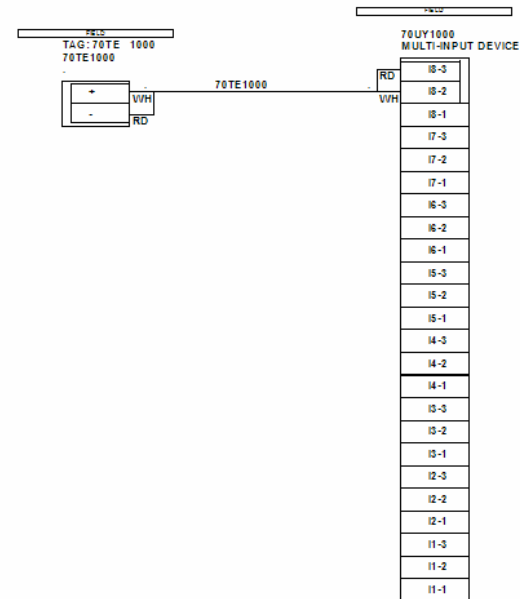 FIELD
FIELD
TAG: 70TE 1000
70TE1000
70UY1000
MULTI-INPUT DEVICE
+
-
WH
RD
70TE1000
RD
WH
I8-3
I8-2
I8-1
I7-3
I7-2
I7-1
I6-3
I6-2
I6-1
I5-3
I5-2
I5-1
I4-3
I4-2
I4-1
I3-3
I3-2
I3-1
I2-3
I2-2
I2-1
I1-3
I1-2
I1-1